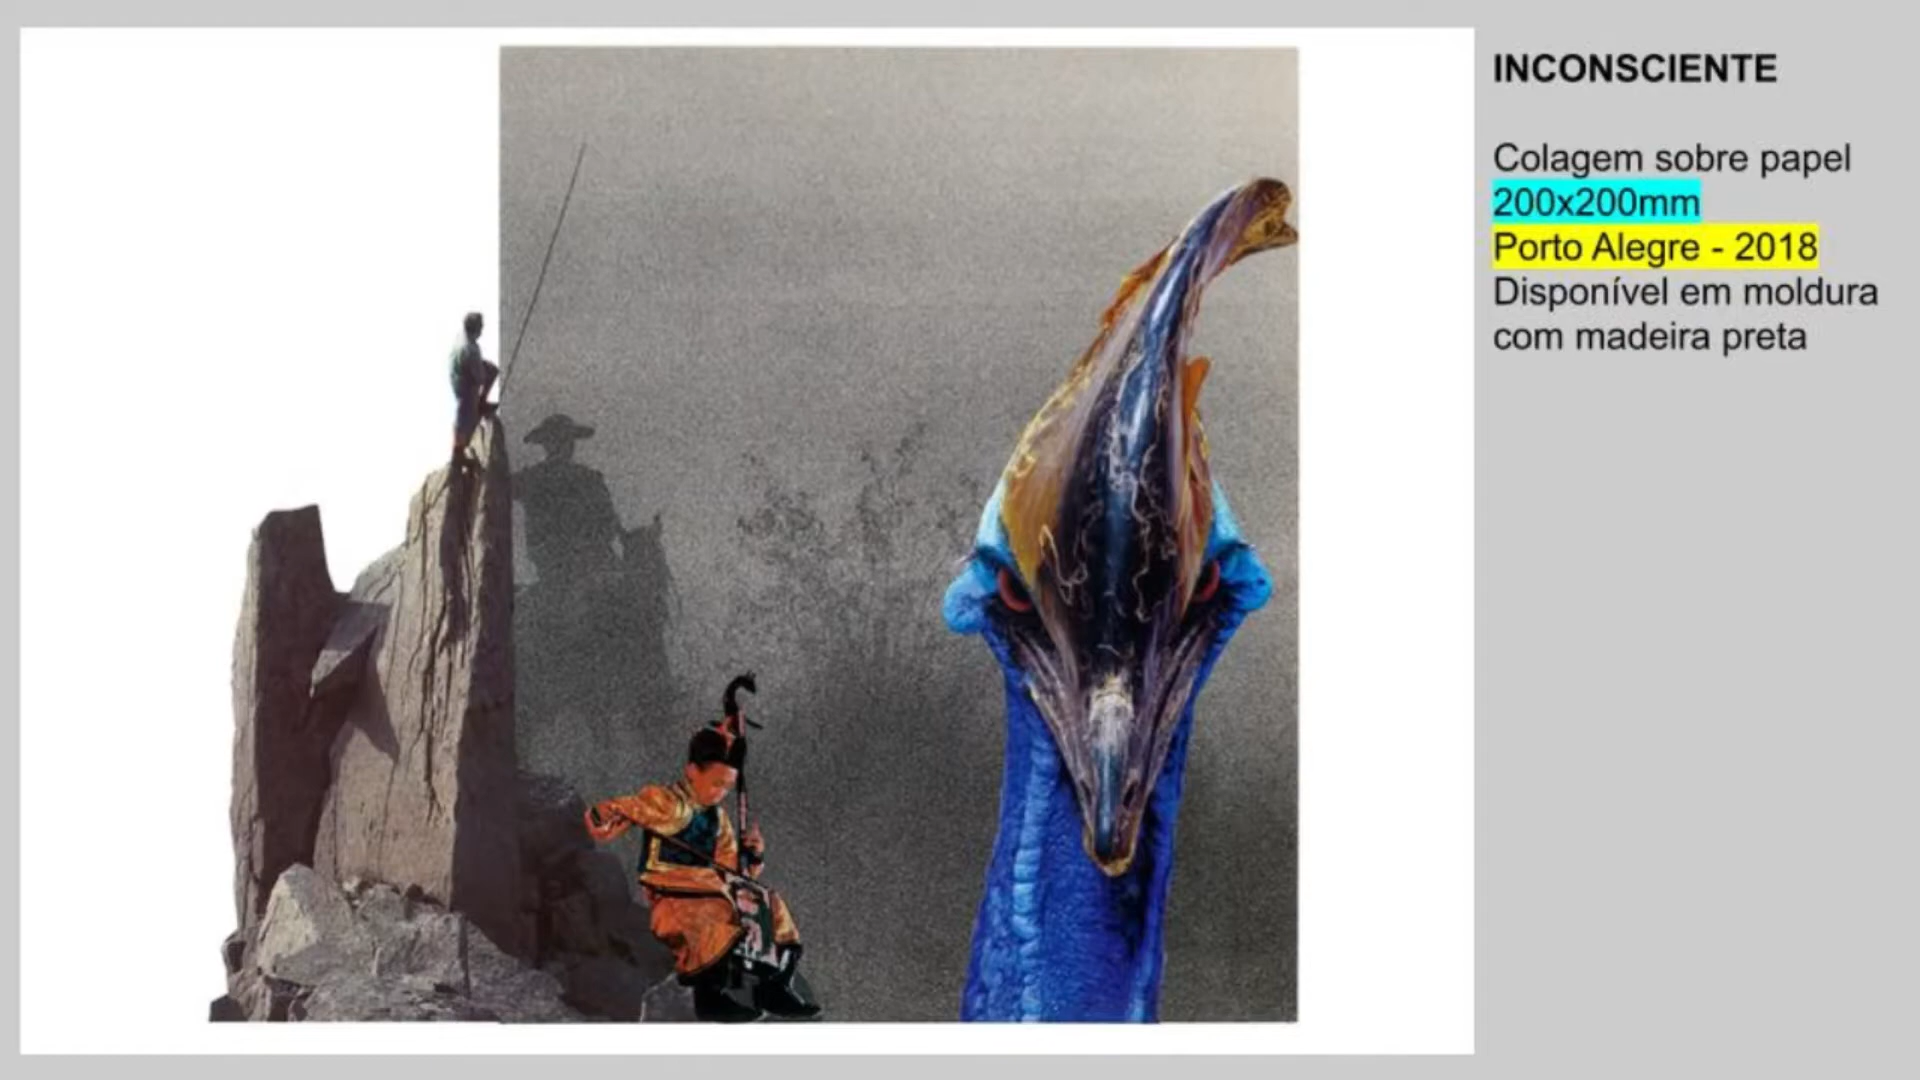 INCONSCIENTE
Colagem sobre papel
200x200mm
Porto Alegre - 2018
Disponível em moldura
com madeira preta